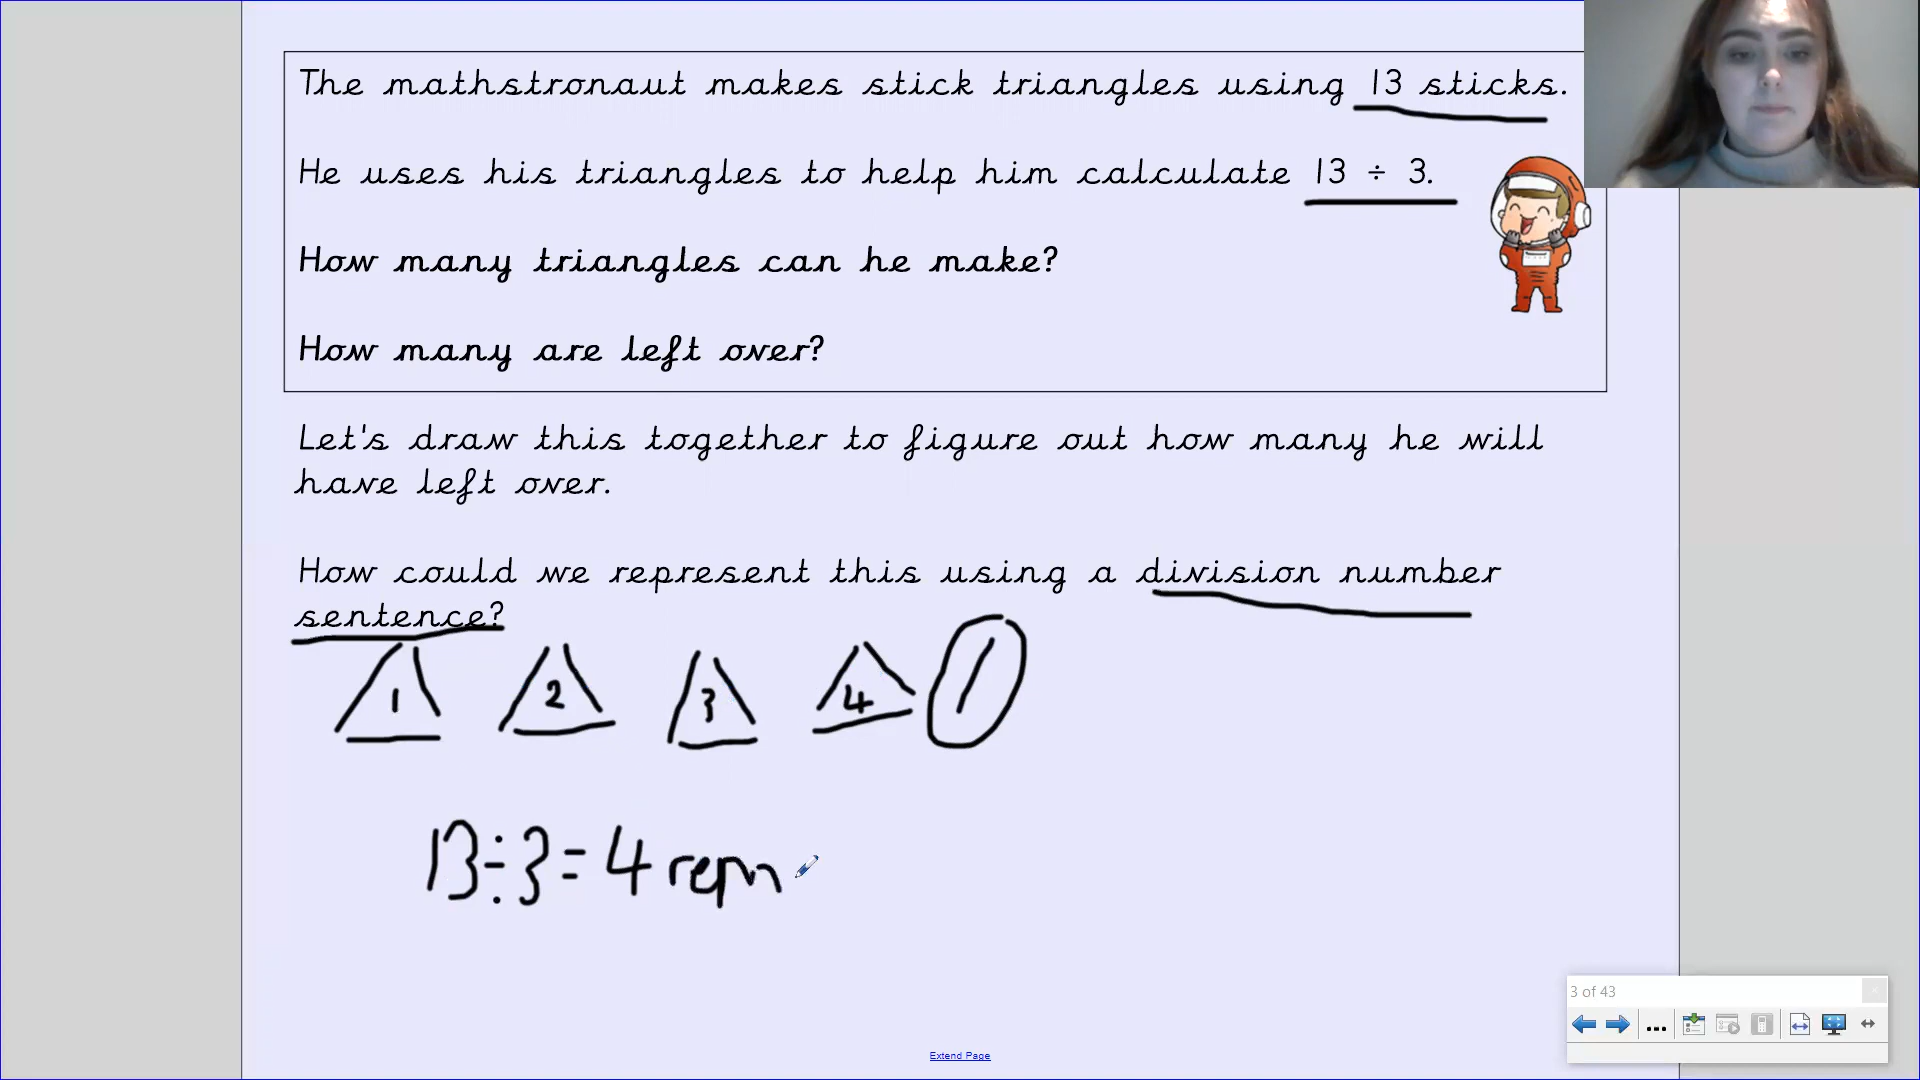 The mathstronaut makes stick triangles using 13 sticks.
He uses his triangles to help him calculate 13 ÷ 3.
How many triangles can he make?
How many are left over?
Let's draw this together to figure out how many he will
have left over.
How could we represent this using a division number
sentence?
1 2 3 4
13÷3=4 rem
3 of 43
Extend Page